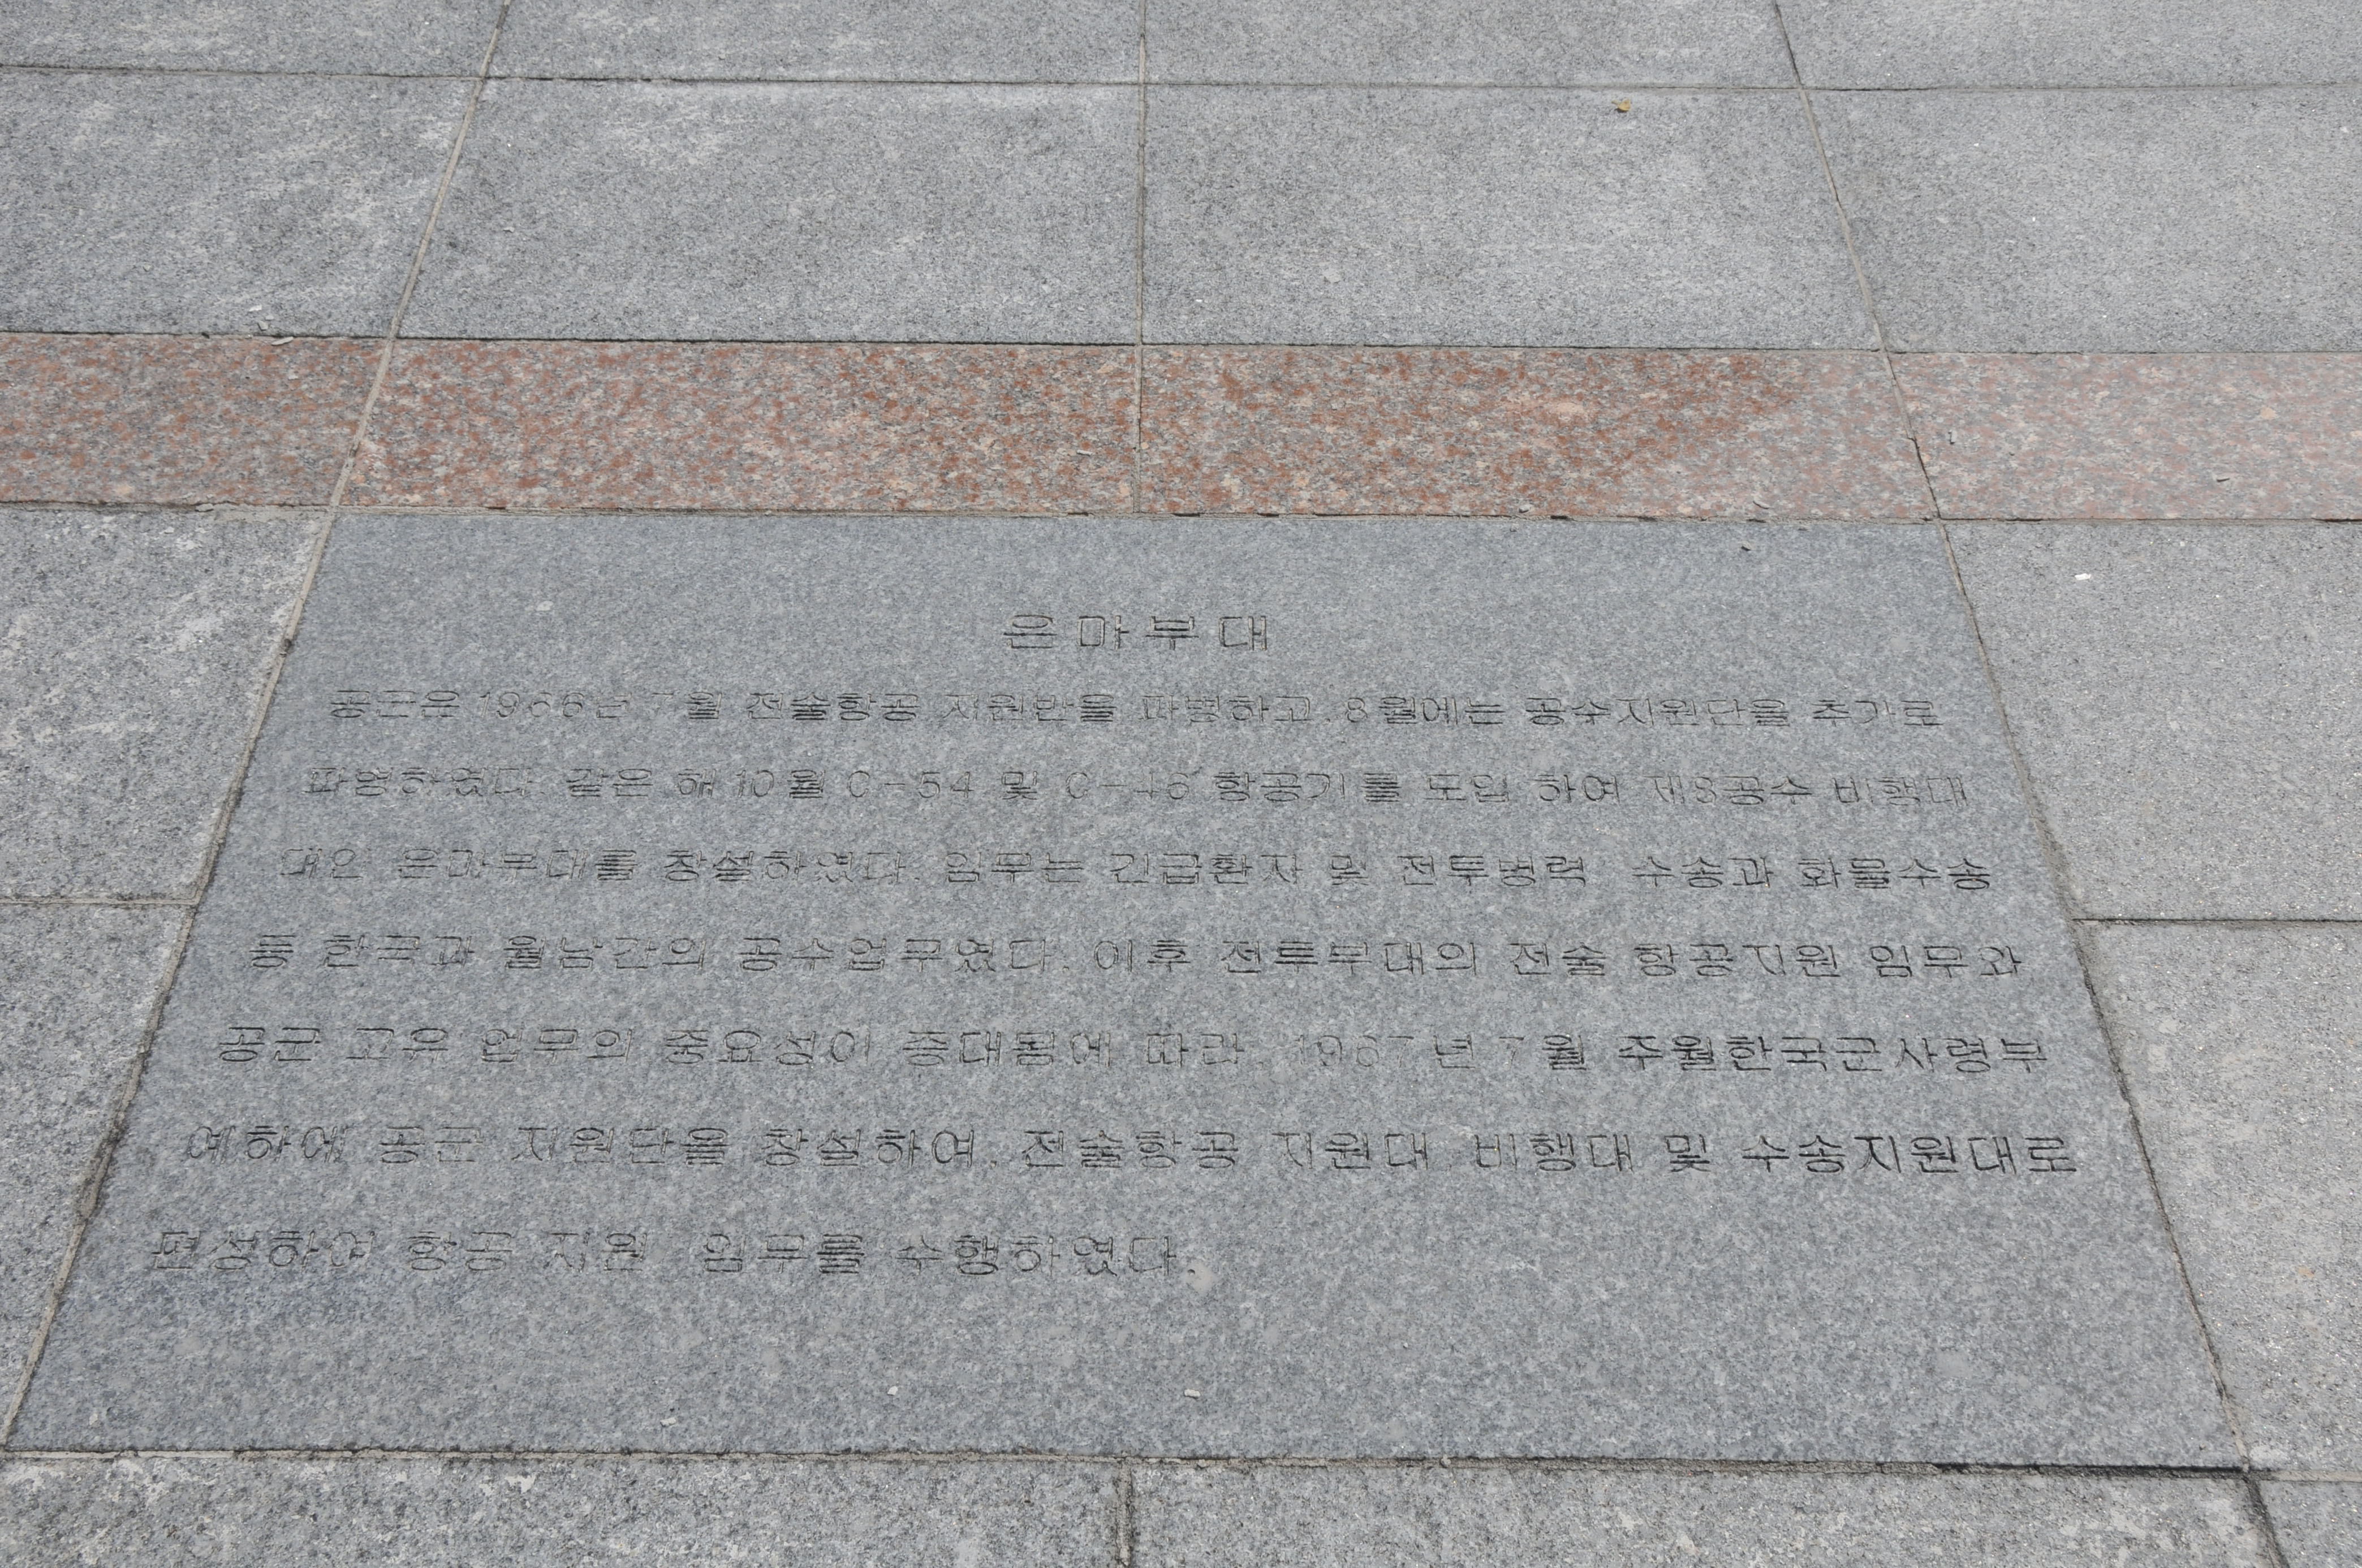 은마부대
공군은 1966년 7월 전술항공 지원반을 파병하고, 8월에는 공수지원단을 추가로
파병하였다. 같은 해 10월 C-54 및 C-46 항공기를 도입 하여 제8공수 비행대
대인 은마부대를 창설하였다. 임무는 긴급환자 및 전투병력 수송과 화물수송
등 한국과 월남간의 공수업무였다. 이후 전투부대의 전술 항공지원 임무와
공군 고유 업무의 중요성이 증대됨에 따라, 1967년 7월 주월한국군사령부
예하에 공군 지원단을 창설하여, 전술항공 지원대 비행대 및 수송지원대로
편성하여 항공 지원 임무를 수행하였다.